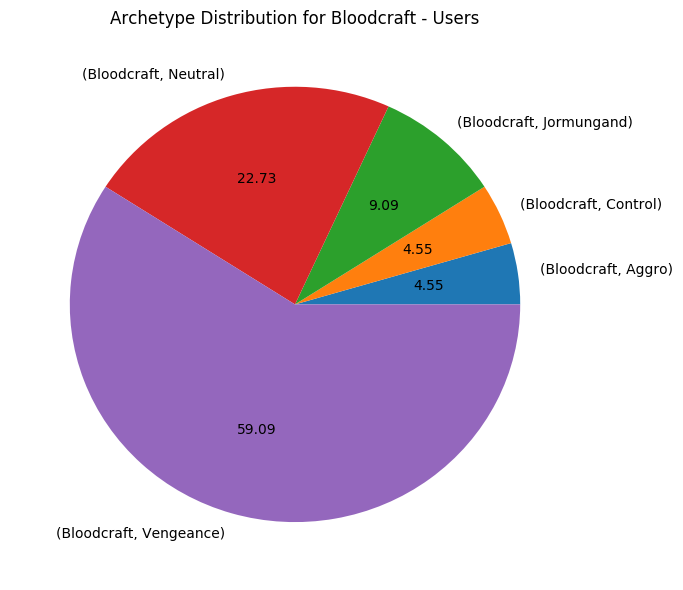 Archetype Distribution for Bloodcraft - Users
(Bloodcraft, Neutral)
(Bloodcraft, Jormungand)
22.73
9.09
(Bloodcraft, Control)
4.55
(Bloodcraft, Aggro)
4.55
59.09
(Bloodcraft, Vengeance)